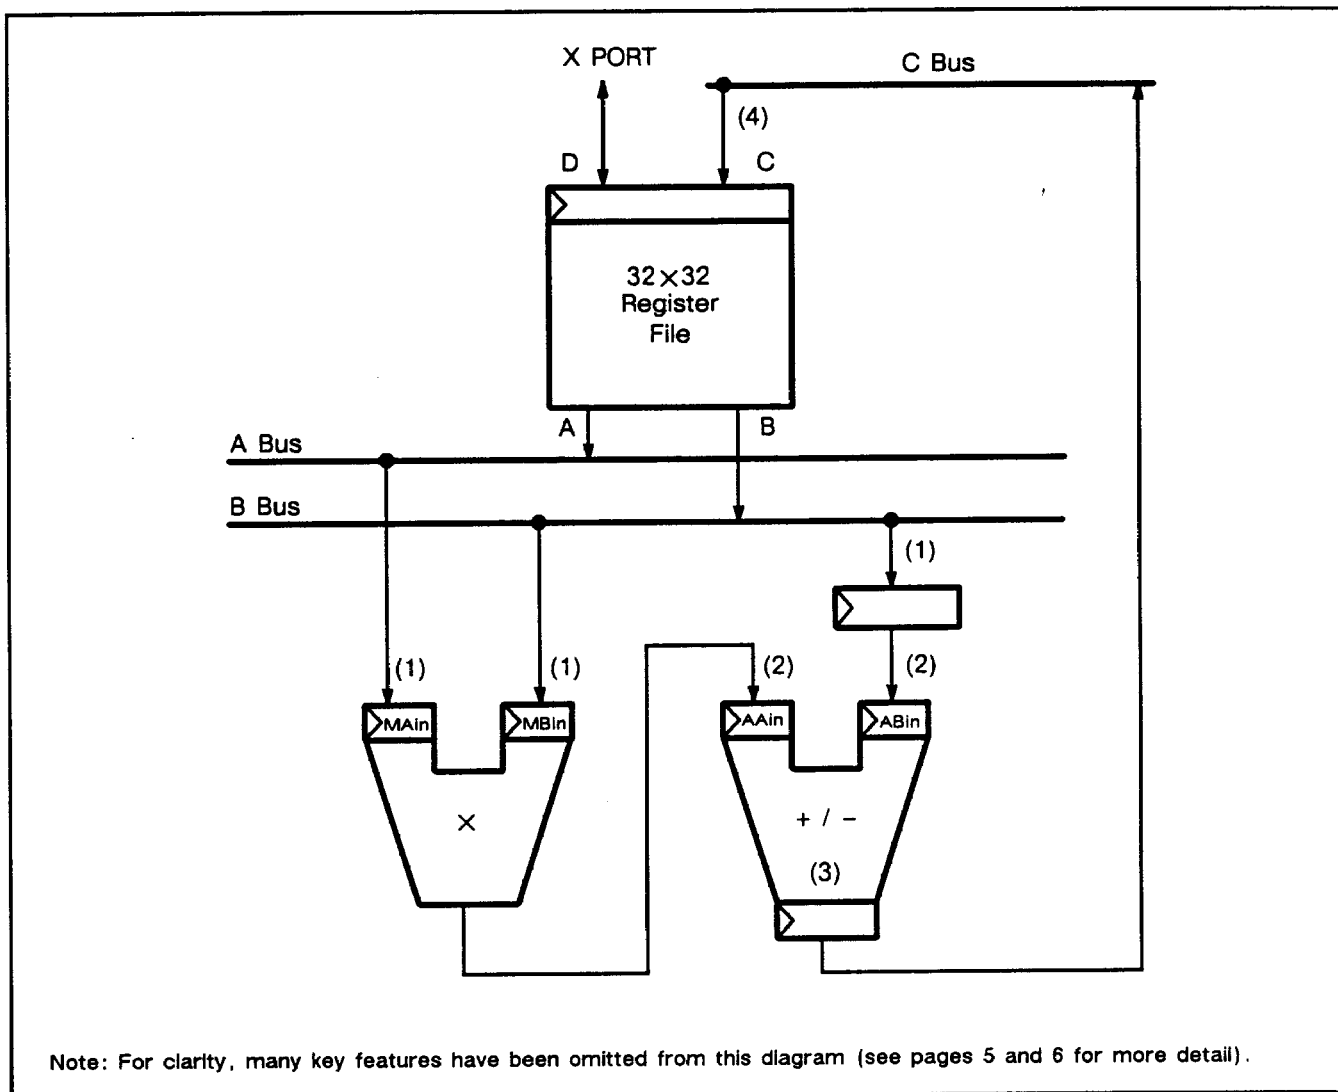 X PORT
C Bus
(4)
D
C
32×32
Register
File
A
B
A Bus
B Bus
(1)
(1)
(1)
(2)
(2)
MAin
MBin
AAin
ABin
×
+ / −
(3)
Note: For clarity, many key features have been omitted from this diagram (see pages 5 and 6 for more detail).